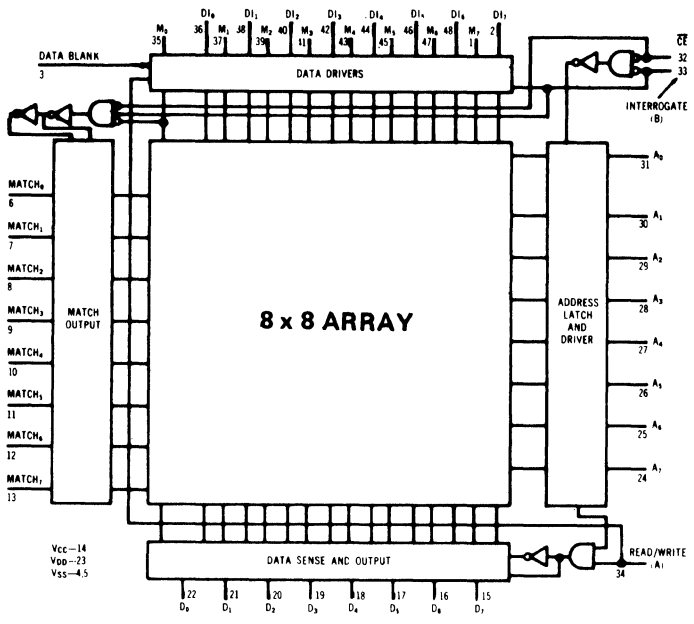 DI₀ DI₁ DI₂ DI₃ DI₄ DI₅ DI₆ DI₇
M₀ M₁ M₂ M₃ M₄ M₅ M₆ M₇
35 36 37 38 39 40 41 42 43 44 45 46 47 48 1 2
DATA BLANK
3
DATA DRIVERS
C̅E̅
32
33
INTERROGATE
(B)
MATCH₀
6
MATCH₁
7
MATCH₂
8
MATCH₃
9
MATCH₄
10
MATCH₅
11
MATCH₆
12
MATCH₇
13
MATCH
OUTPUT
8 x 8 ARRAY
ADDRESS
LATCH
AND
DRIVER
A₀
31
A₁
30
A₂
29
A₃
28
A₄
27
A₅
26
A₆
25
A₇
24
VCC—14
VDD—23
VSS—4,5
DATA SENSE AND OUTPUT
READ/WRITE
(A)
34
22 21 20 19 18 17 16 15
D₀ D₁ D₂ D₃ D₄ D₅ D₆ D₇